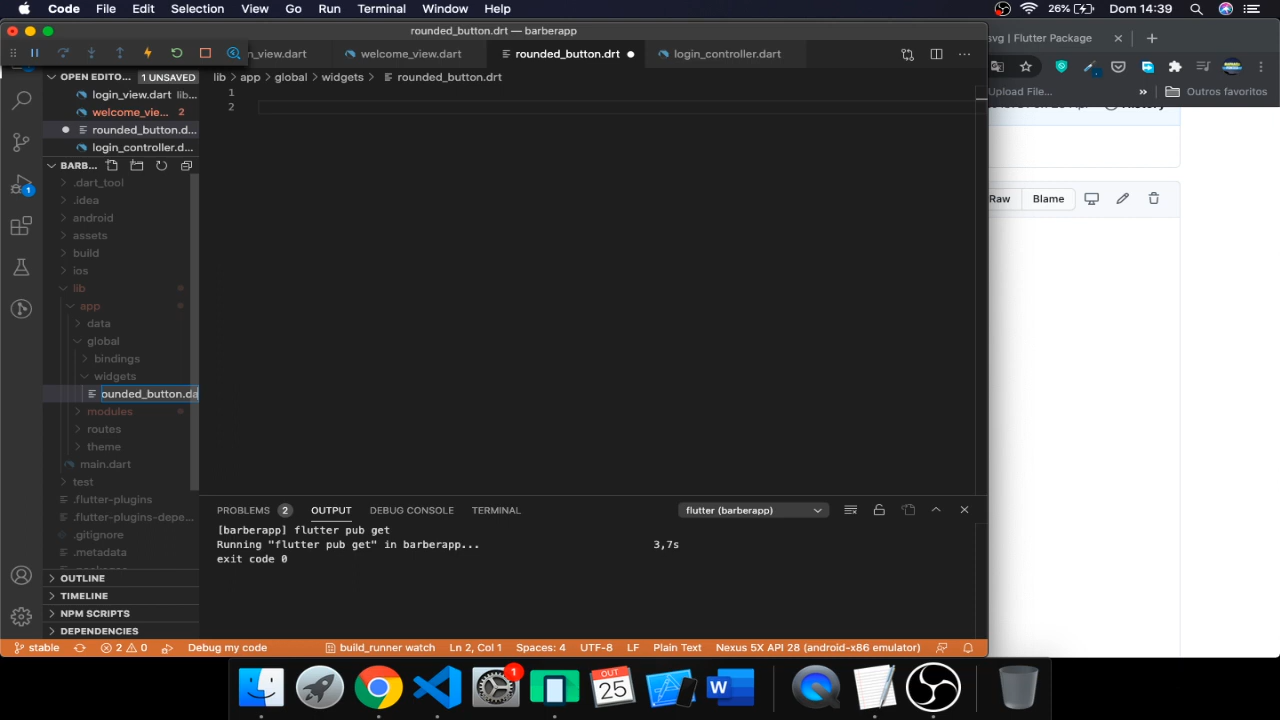 Code File Edit Selection View Go Run Terminal Window Help 26% Dom 14:39
rounded_button.drt — barberapp
n_view.dart welcome_view.dart rounded_button.drt login_controller.dart
svg | Flutter Package
OPEN EDITO... 1 UNSAVED
lib app global widgets rounded_button.drt
Upload File... Outros favoritos
login_view.dart lib...
welcome_vie... 2
rounded_button.d...
login_controller.d...
1
2
History
BARB...
.dart_tool
.idea
android
assets
build
ios
lib
app
data
global
bindings
widgets
ounded_button.da
modules
routes
theme
main.dart
test
.flutter-plugins
.flutter-plugins-depe...
.gitignore
.metadata
1
Raw Blame
PROBLEMS 2 OUTPUT DEBUG CONSOLE TERMINAL flutter (barberapp)
[barberapp] flutter pub get
Running "flutter pub get" in barberapp... 3,7s
exit code 0
OUTLINE
TIMELINE
NPM SCRIPTS
DEPENDENCIES
stable 2 0 Debug my code build_runner watch Ln 2, Col 1 Spaces: 4 UTF-8 LF Plain Text Nexus 5X API 28 (android-x86 emulator)
1
OCT
25
W